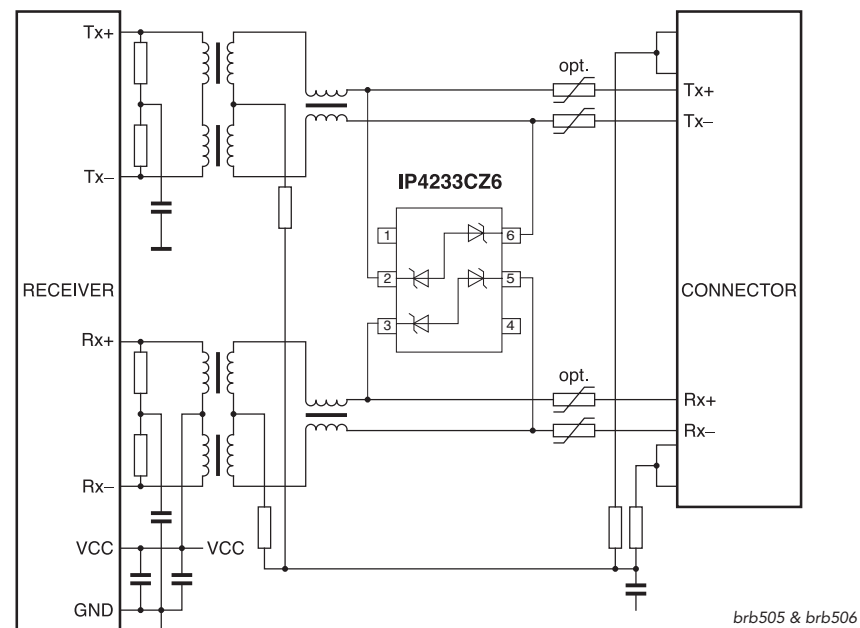 Tx+
opt.
Tx+
Tx–
Tx–
IP4233CZ6
1
6
2
5
RECEIVER
CONNECTOR
3
4
Rx+
opt.
Rx+
Rx–
Rx–
VCC
VCC
GND
brb505 & brb506